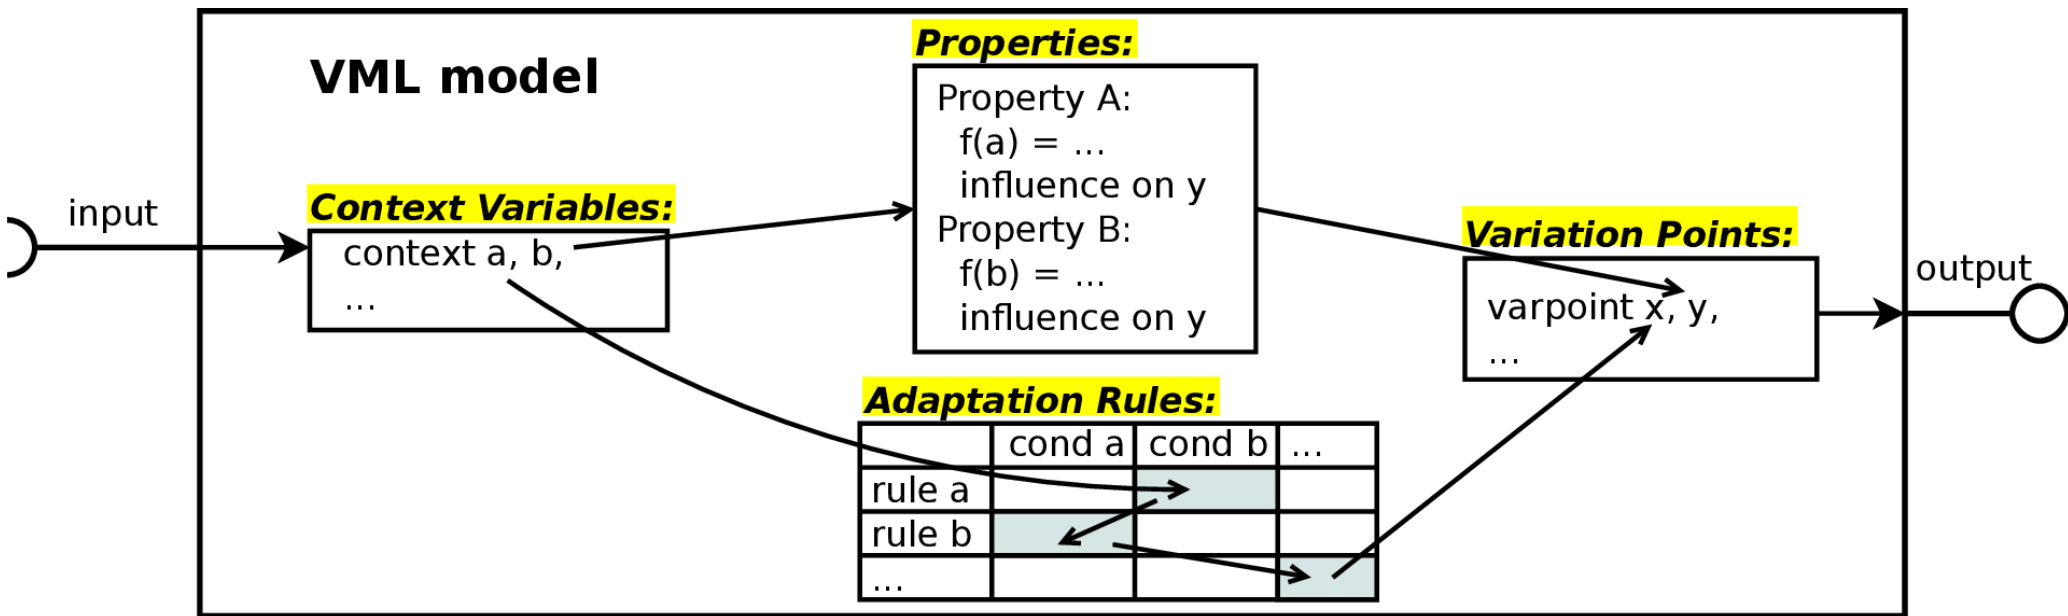 VML model
input
Context Variables:
context a, b,
...
Properties:
Property A:
f(a) = ...
influence on y
Property B:
f(b) = ...
influence on y
Adaptation Rules:
cond a cond b ...
rule a
rule b
...
Variation Points:
varpoint x, y,
...
output